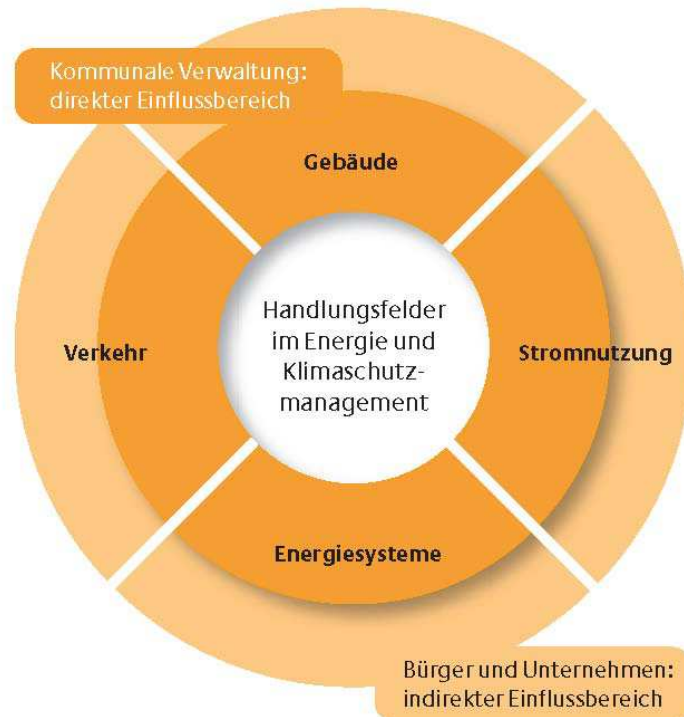 Kommunale Verwaltung:
direkter Einflussbereich
Gebäude
Verkehr
Handlungsfelder
im Energie und
Klimaschutz-
management
Stromnutzung
Energiesysteme
Bürger und Unternehmen:
indirekter Einflussbereich